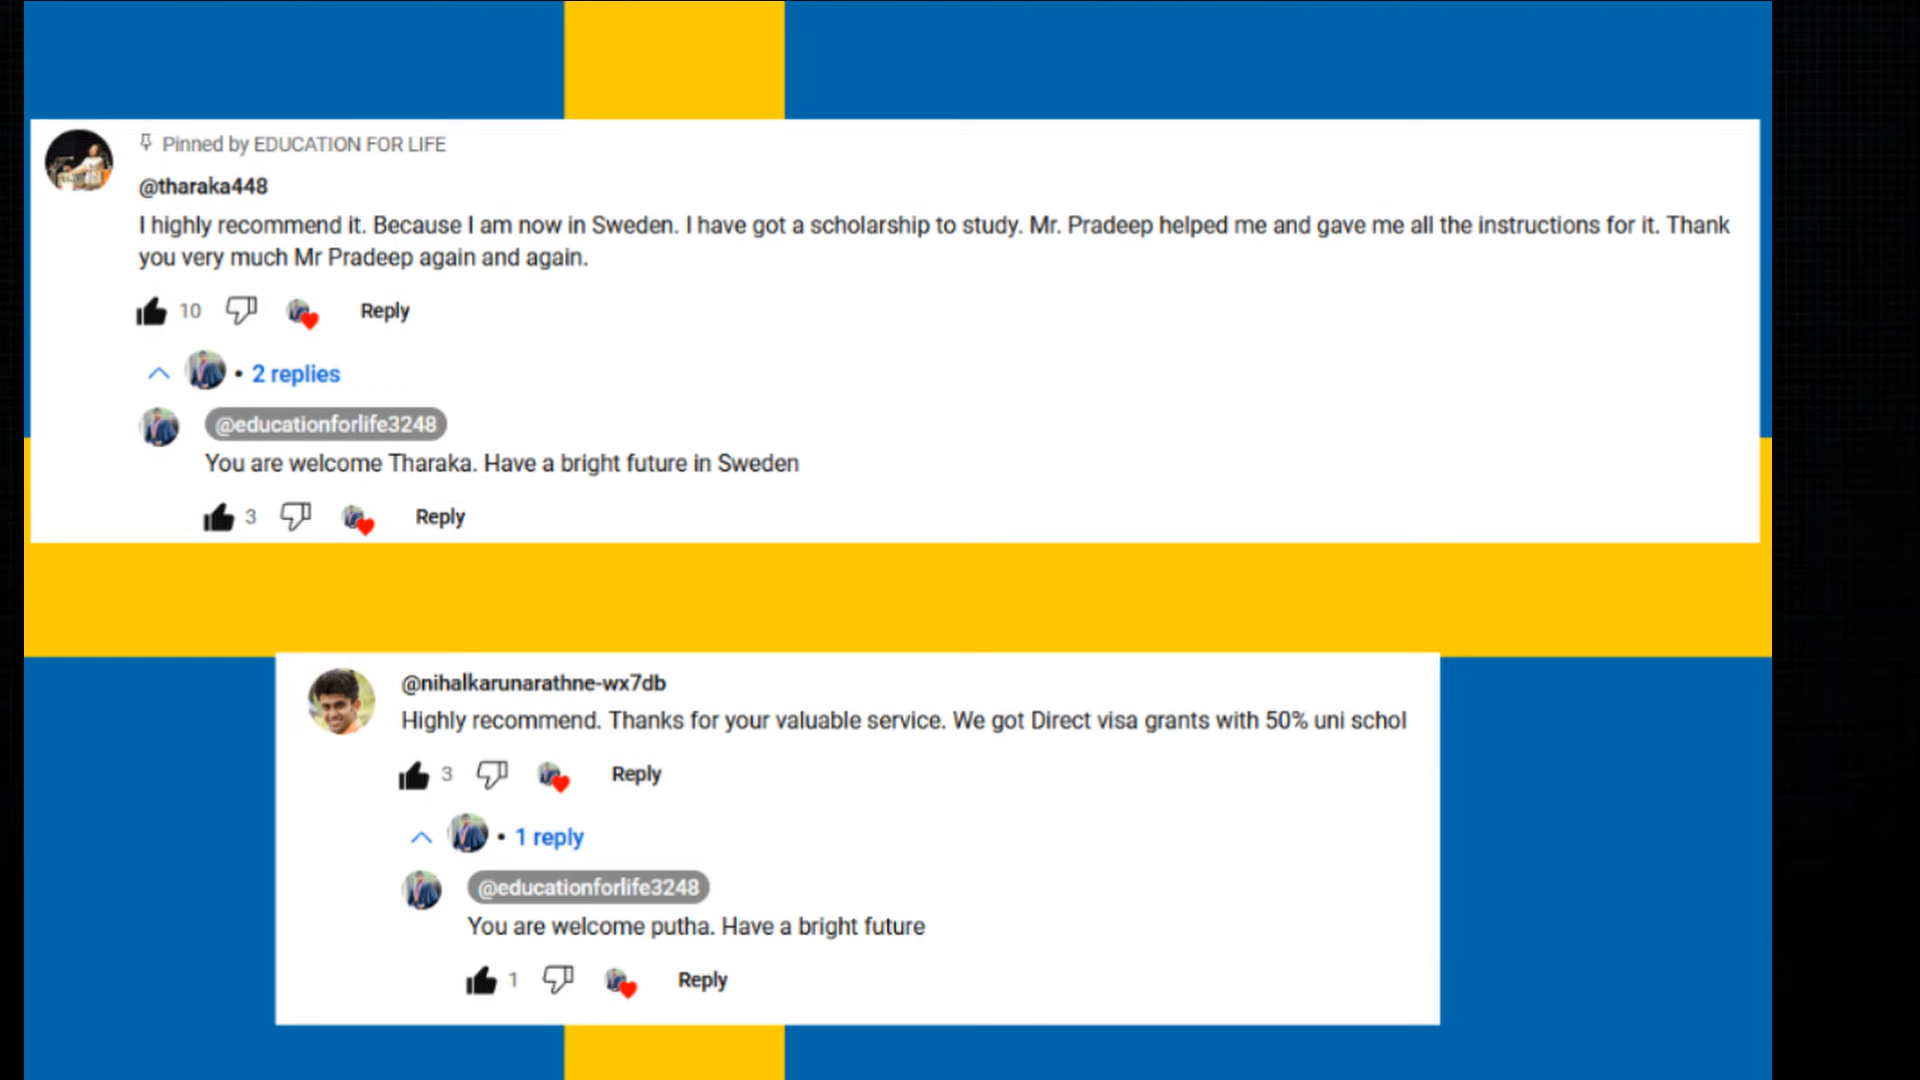 Pinned by EDUCATION FOR LIFE
@tharaka448
I highly recommend it. Because I am now in Sweden. I have got a scholarship to study. Mr. Pradeep helped me and gave me all the instructions for it. Thank
you very much Mr Pradeep again and again.
10 Reply
• 2 replies
@educationforlife3248
You are welcome Tharaka. Have a bright future in Sweden
3 Reply
@nihalkarunarathne-wx7db
Highly recommend. Thanks for your valuable service. We got Direct visa grants with 50% uni schol
3 Reply
• 1 reply
@educationforlife3248
You are welcome putha. Have a bright future
1 Reply